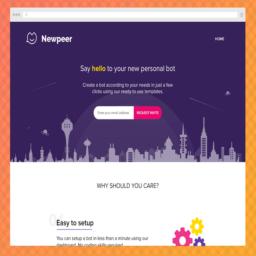 Newpeer
HOME
Say hello to your new personal bot
Create a bot according to your needs in just a few
clicks using our ready to use templates.
Enter your email address
REQUEST INVITE
WHY SHOULD YOU CARE?
Easy to setup
You can setup a bot in less than a minute using our
dashboard. No coding skills required